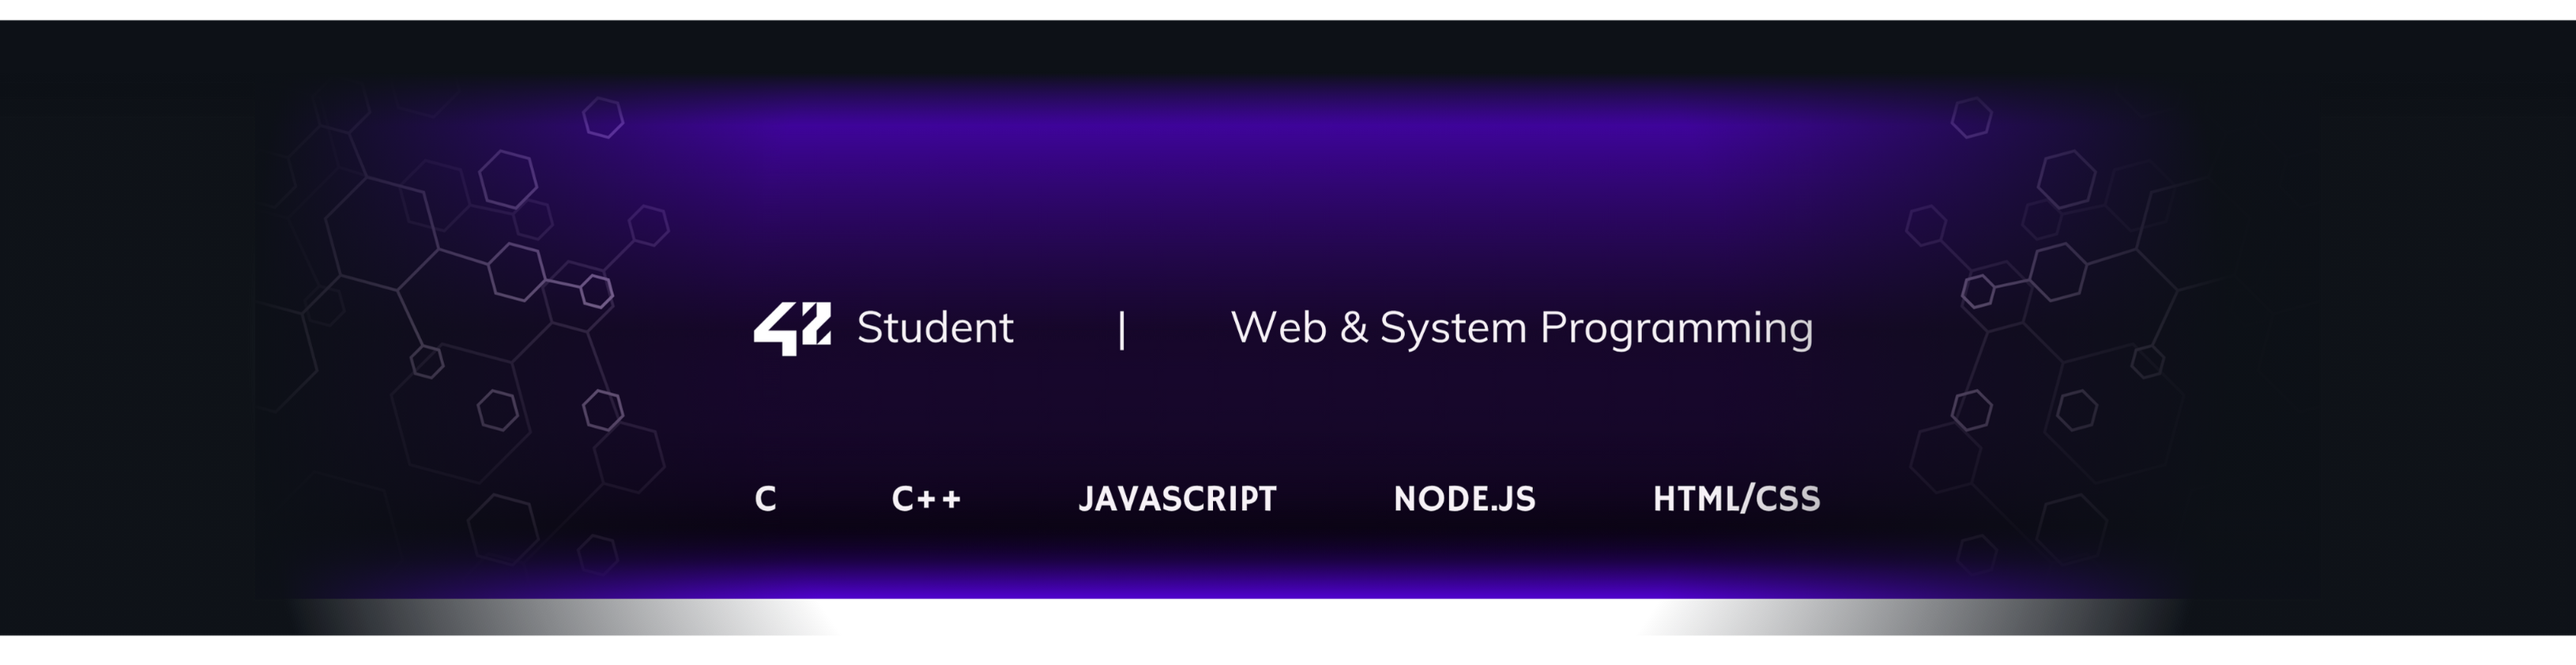 42 Student | Web & System Programming
C C++ JAVASCRIPT NODE.JS HTML/CSS